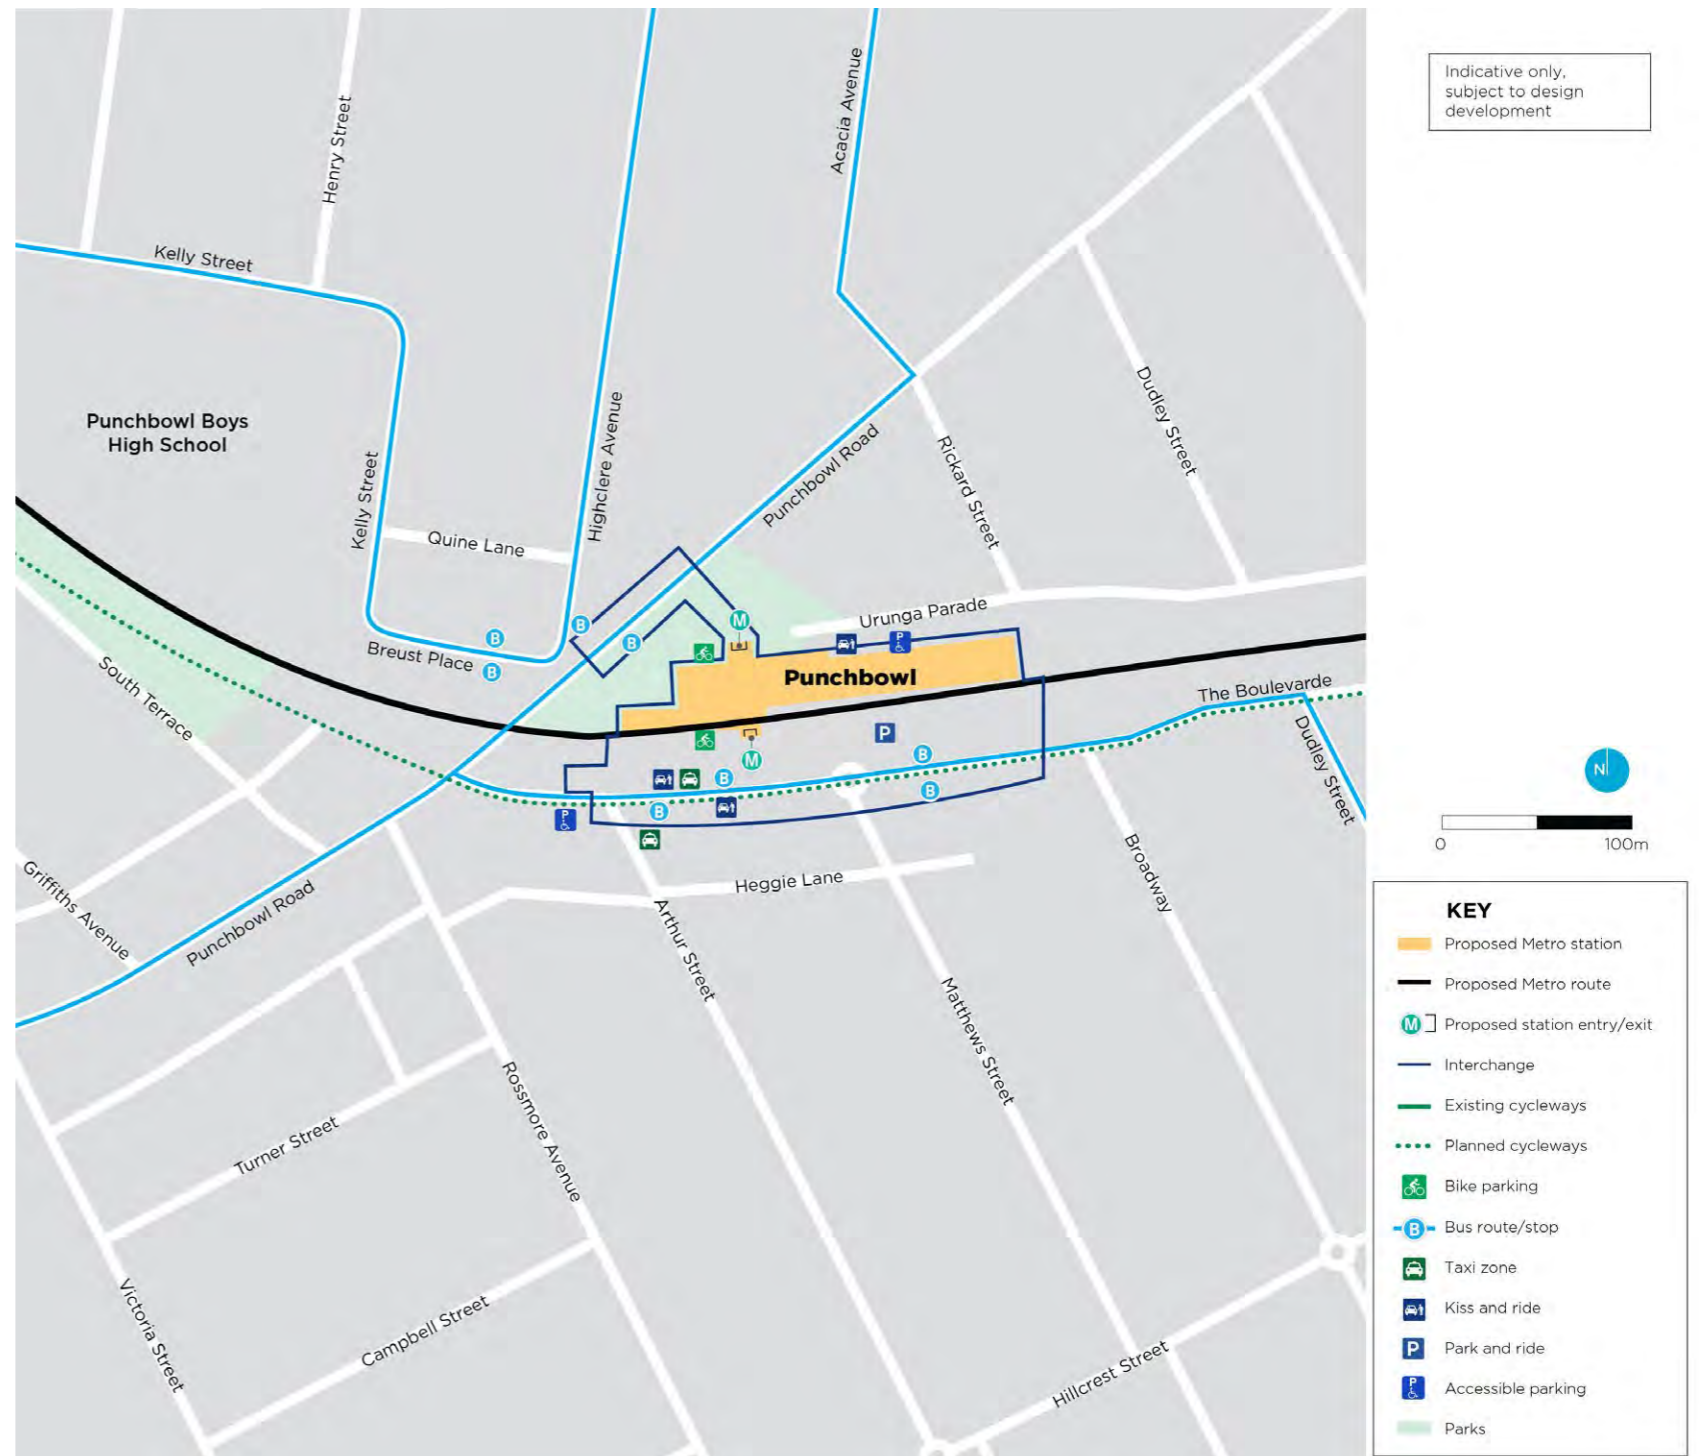 Indicative only,
subject to design
development
Acacia Avenue
Henry Street
Kelly Street
Punchbowl Boys
High School
Dudley Street
Highclere Avenue
Punchbowl Road
Rickard Street
Kelly Street
Quine Lane
Urunga Parade
M
B
B
B
P
Breust Place
B
Punchbowl
South Terrace
The Boulevarde
P
Dudley Street
M
B
B
B
B
P
N
0 100m
Broadway
Griffiths Avenue
Heggie Lane
Punchbowl Road
Arthur Street
Matthews Street
Rossmore Avenue
Turner Street
Victoria Street
Campbell Street
Hillcrest Street
KEY
Proposed Metro station
Proposed Metro route
M Proposed station entry/exit
Interchange
Existing cycleways
Planned cycleways
Bike parking
B Bus route/stop
Taxi zone
Kiss and ride
P Park and ride
P Accessible parking
Parks